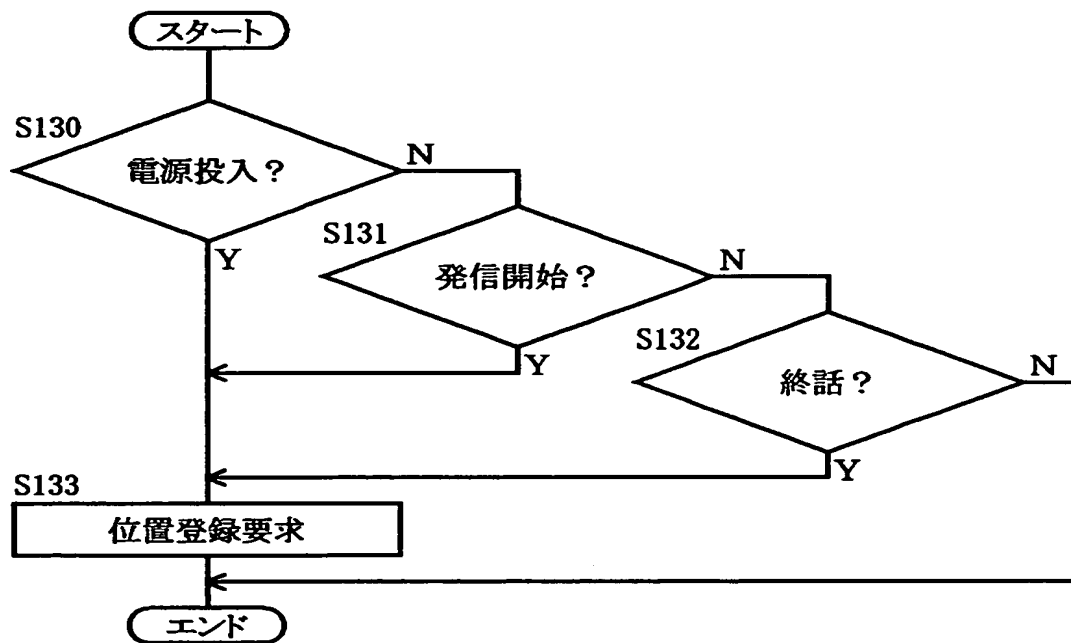 スタート
S130
電源投入？
N
Y
S131
発信開始？
N
Y
S132
終話？
N
Y
S133
位置登録要求
エンド